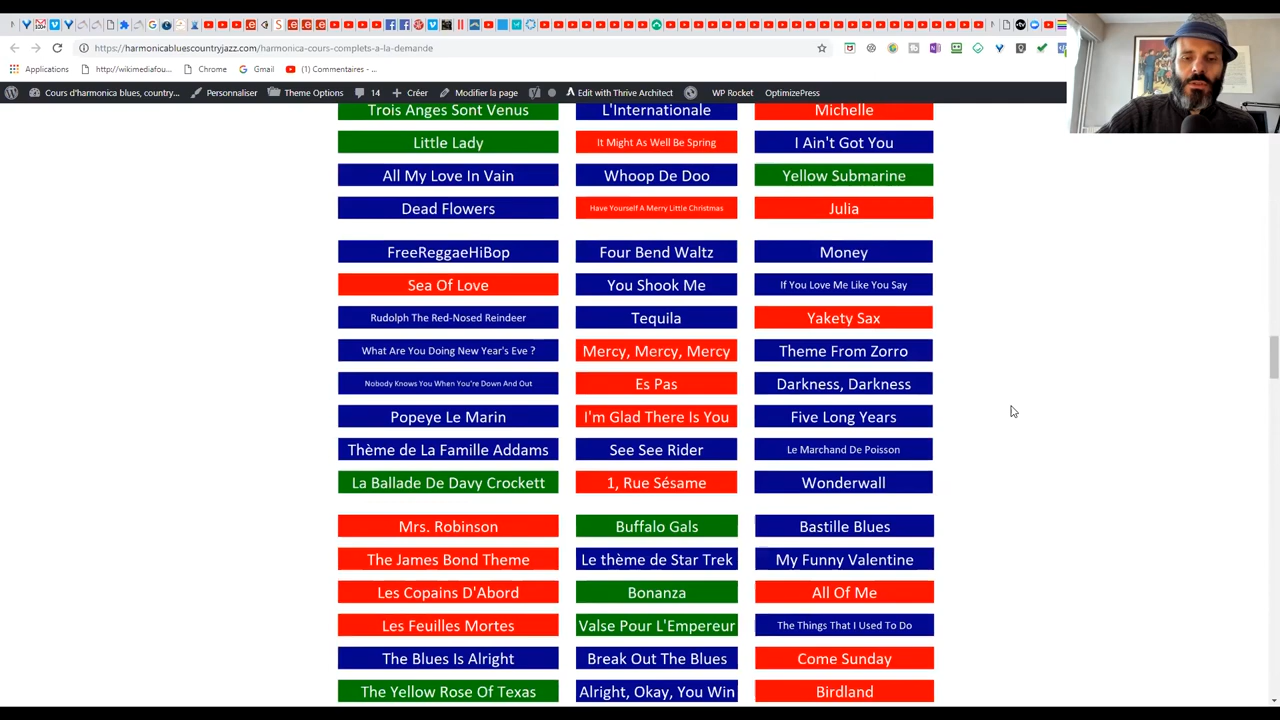 https://harmonicabluescountryjazz.com/harmonica-cours-complets-a-la-demande
Applications http://wikimediafou... Chrome Gmail (1) Commentaires - ...
Cours d'harmonica blues, country... Personnaliser Theme Options 14 Créer Modifier la page Edit with Thrive Architect WP Rocket OptimizePress
Trois Anges Sont Venus L'Internationale Michelle
Little Lady It Might As Well Be Spring I Ain't Got You
All My Love In Vain Whoop De Doo Yellow Submarine
Dead Flowers Have Yourself A Merry Little Christmas Julia
FreeReggaeHiBop Four Bend Waltz Money
Sea Of Love You Shook Me If You Love Me Like You Say
Rudolph The Red-Nosed Reindeer Tequila Yakety Sax
What Are You Doing New Year's Eve ? Mercy, Mercy, Mercy Theme From Zorro
Nobody Knows You When You're Down And Out Es Pas Darkness, Darkness
Popeye Le Marin I'm Glad There Is You Five Long Years
Thème de La Famille Addams See See Rider Le Marchand De Poisson
La Ballade De Davy Crockett 1, Rue Sésame Wonderwall
Mrs. Robinson Buffalo Gals Bastille Blues
The James Bond Theme Le thème de Star Trek My Funny Valentine
Les Copains D'Abord Bonanza All Of Me
Les Feuilles Mortes Valse Pour L'Empereur The Things That I Used To Do
The Blues Is Alright Break Out The Blues Come Sunday
The Yellow Rose Of Texas Alright, Okay, You Win Birdland